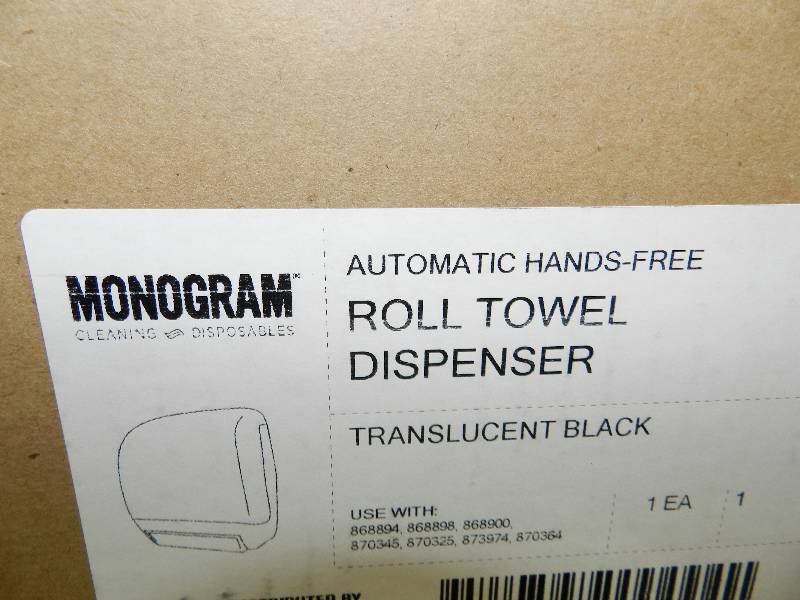 MONOGRAM
CLEANING DISPOSABLES
AUTOMATIC HANDS-FREE
ROLL TOWEL
DISPENSER
TRANSLUCENT BLACK
USE WITH:
868894, 868898, 868900,
870345, 870325, 873974, 870364
1 EA
1
BY